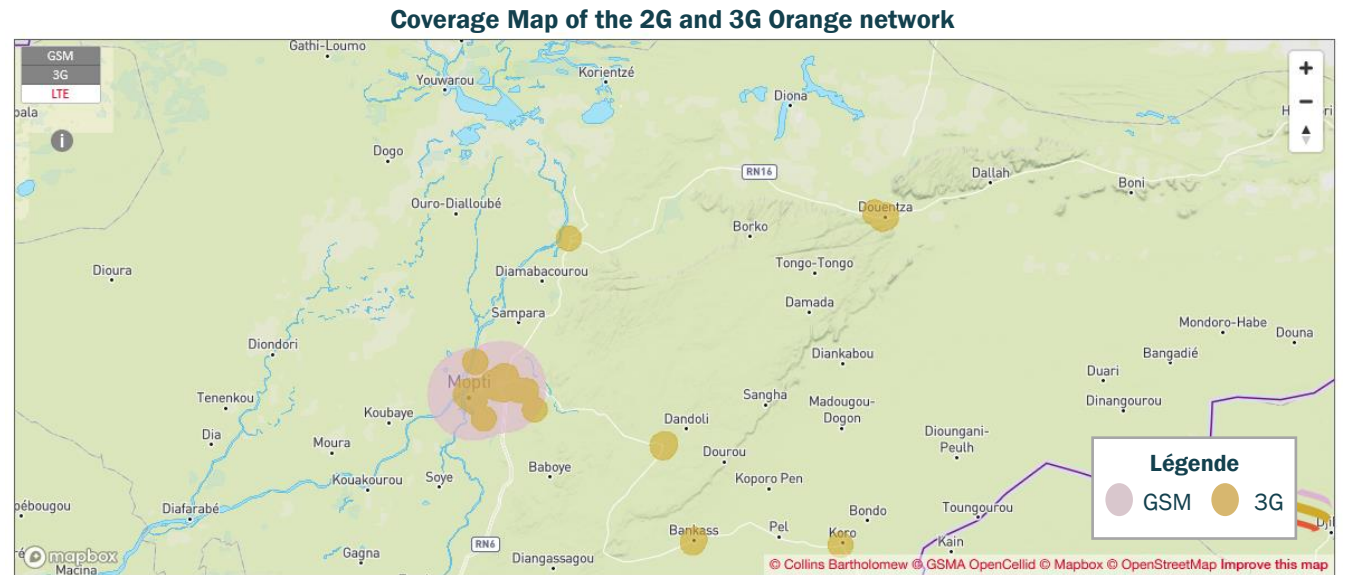 Coverage Map of the 2G and 3G Orange network
GSM
3G
LTE
Gathi-Loumo
Youwarou
Korientzé
Diona
Dogo
RN16
Dallah
Boni
Ouro-Dialloubé
Douentza
Borko
Dioura
Diamabacourou
Tongo-Tongo
Damada
Sampara
Mondoro-Habe
Douna
Diondori
Diankabou
Bangadié
Duari
Mopti
Tenenkou
Koubaye
Sangha
Madougou-
Dogon
Dinangourou
Dandoli
Dia
Moura
Dioungani-
Peulh
Dourou
Légende
GSM
3G
Baboye
Kouakourou
Soye
Koporo Pen
Diafarabé
Bondo
Toungourou
Bankass
Pel
Koro
Kain
RN6
Gagna
Diangassagou
mapbox
Macina
© Collins Bartholomew © GSMA OpenCellid © Mapbox © OpenStreetMap Improve this map